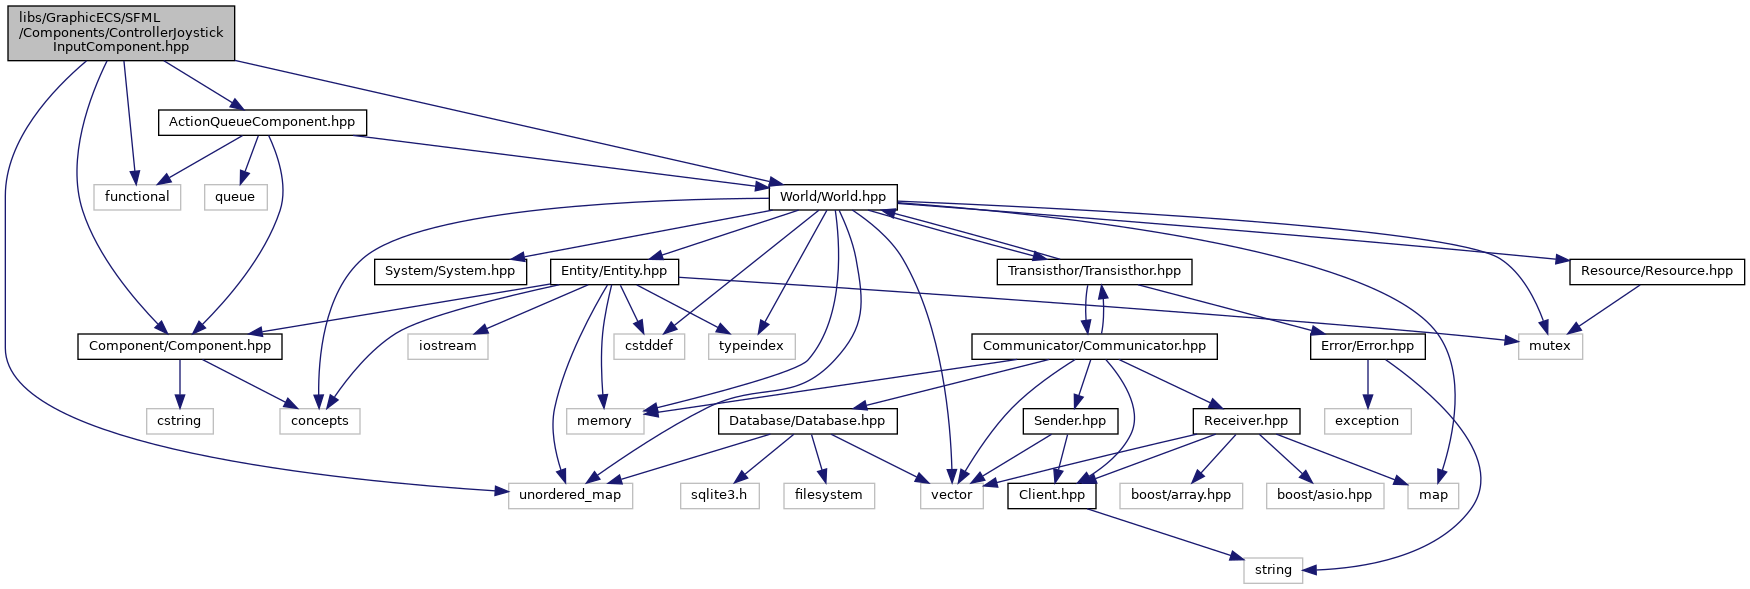 libs/GraphicECS/SFML
/Components/ControllerJoystick
InputComponent.hpp
ActionQueueComponent.hpp
functional
queue
World/World.hpp
System/System.hpp
Entity/Entity.hpp
Transisthor/Transisthor.hpp
Resource/Resource.hpp
Component/Component.hpp
iostream
cstddef
typeindex
Communicator/Communicator.hpp
Error/Error.hpp
mutex
cstring
concepts
memory
Database/Database.hpp
Sender.hpp
Receiver.hpp
exception
unordered_map
sqlite3.h
filesystem
vector
Client.hpp
boost/array.hpp
boost/asio.hpp
map
string